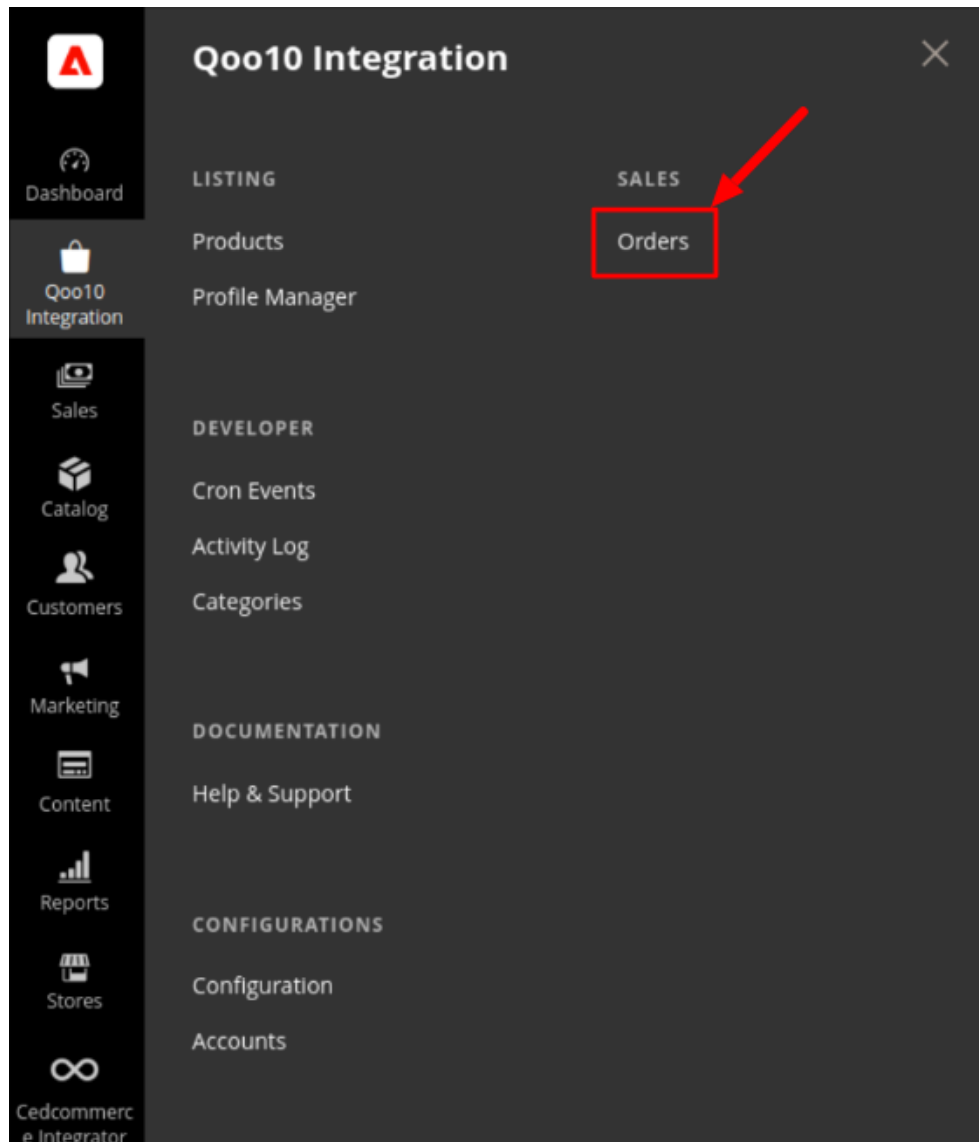 Qoo10 Integration
Dashboard
Qoo10
Integration
Sales
Catalog
Customers
Marketing
Content
Reports
Stores
Cedcommerc
e Integrator
LISTING
Products
Profile Manager
SALES
Orders
DEVELOPER
Cron Events
Activity Log
Categories
DOCUMENTATION
Help & Support
CONFIGURATIONS
Configuration
Accounts